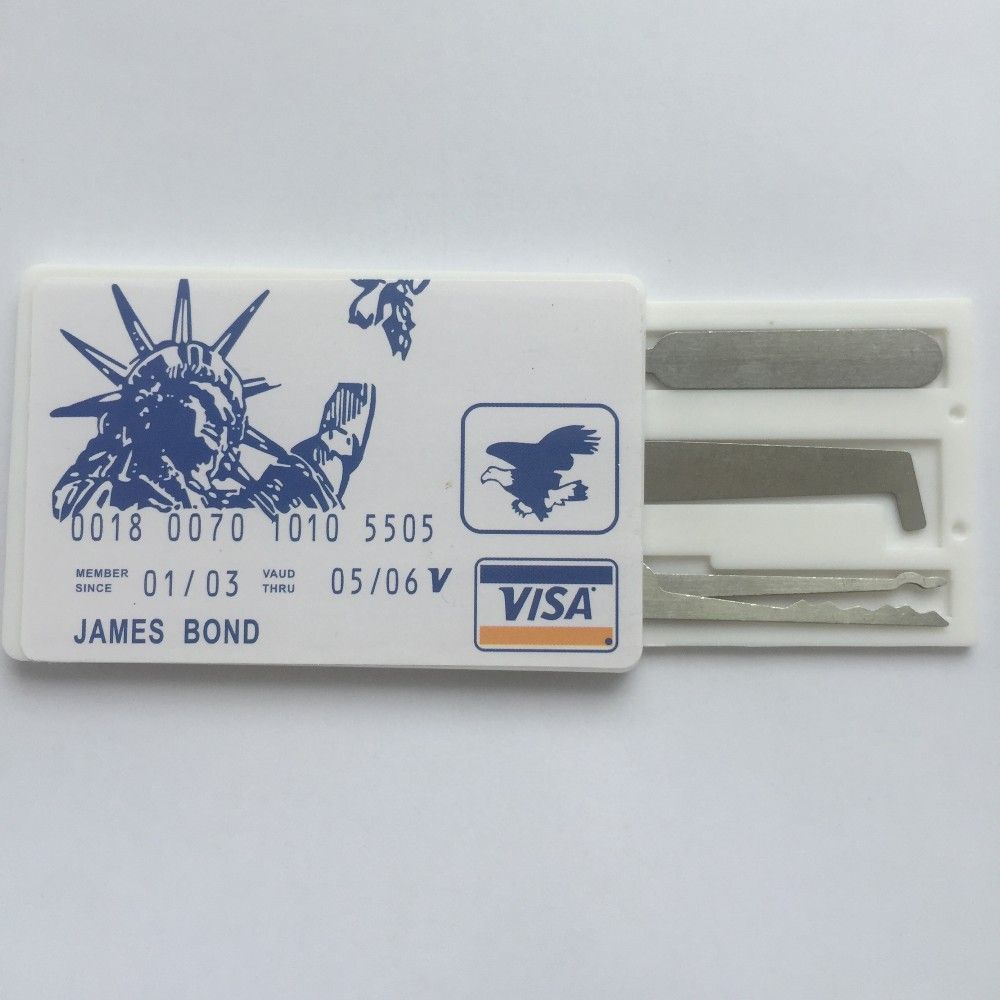 0018 0070 1010 5505
MEMBER SINCE 01/03 VAUD THRU 05/06 V
JAMES BOND
VISA